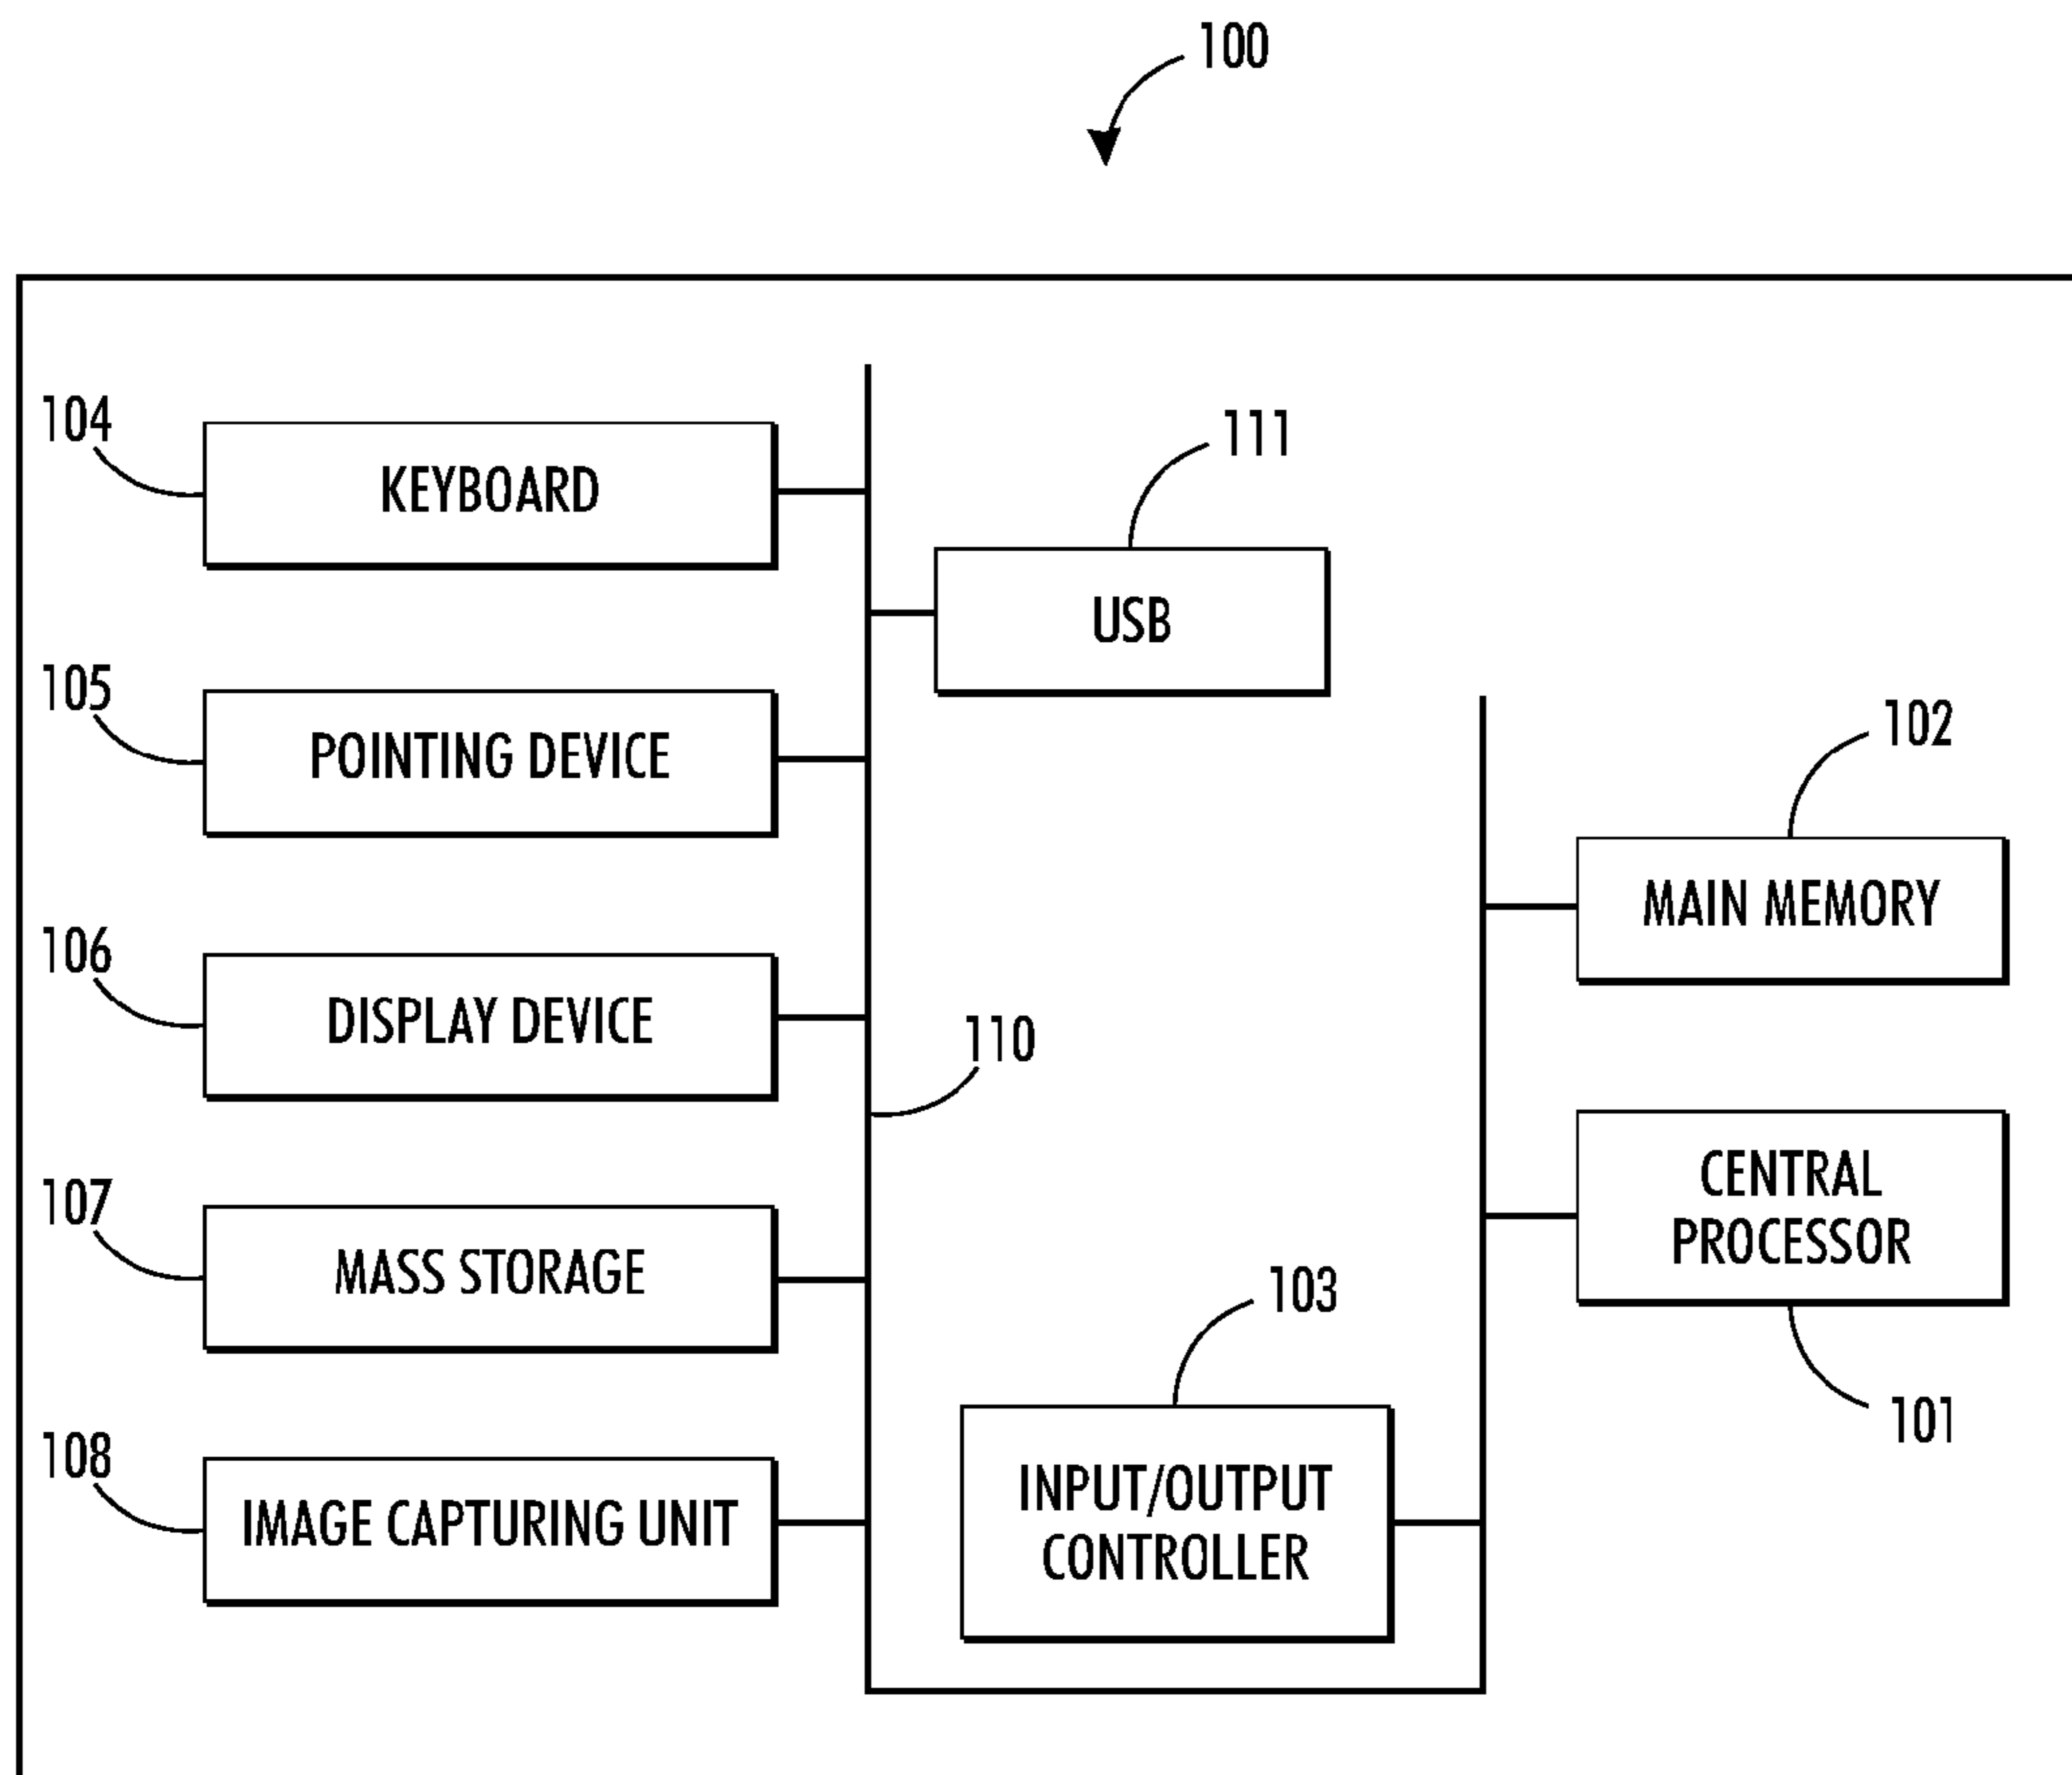 100
104
KEYBOARD
111
USB
105
POINTING DEVICE
102
MAIN MEMORY
106
DISPLAY DEVICE
110
107
MASS STORAGE
CENTRAL
PROCESSOR
101
103
INPUT/OUTPUT
CONTROLLER
108
IMAGE CAPTURING UNIT